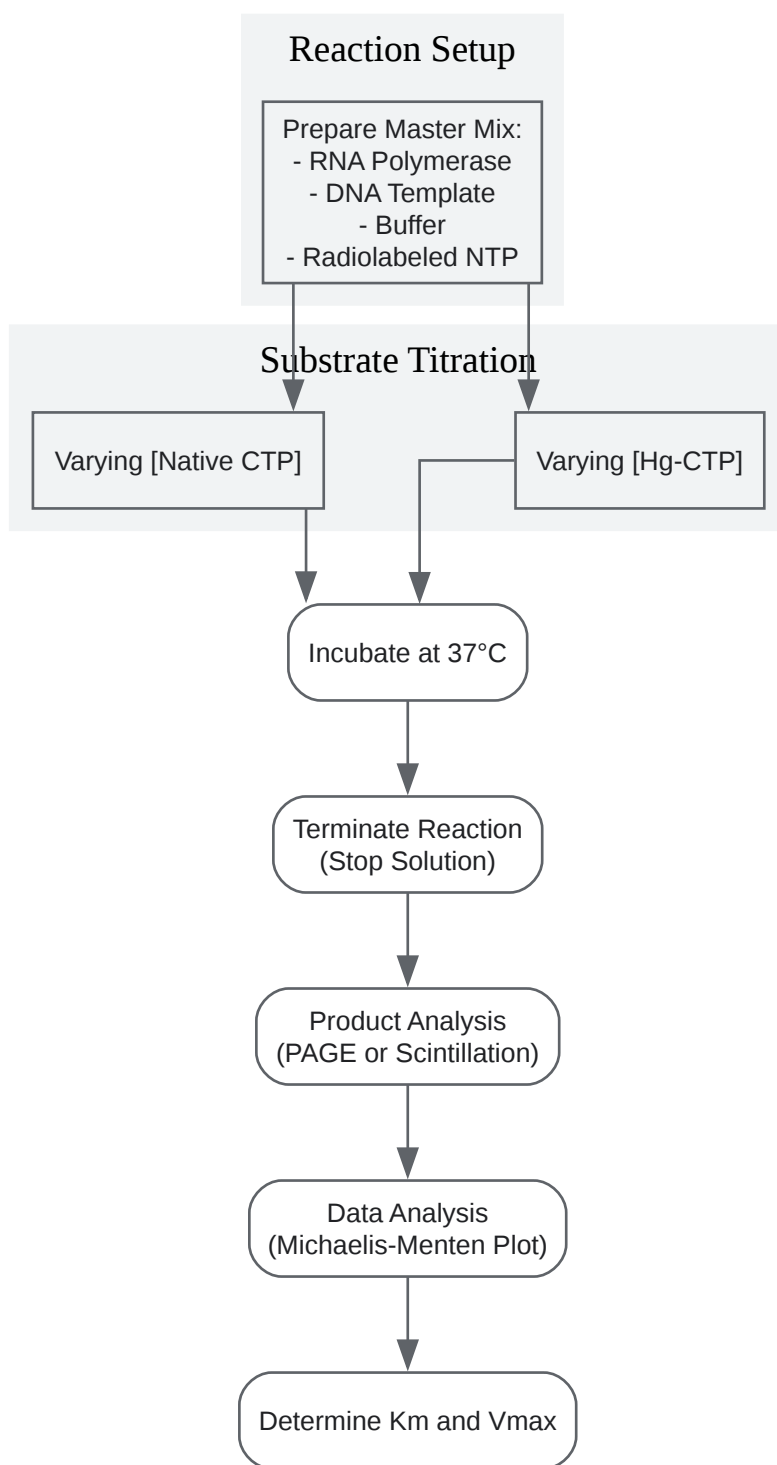 Reaction Setup
Prepare Master Mix:
- RNA Polymerase
- DNA Template
- Buffer
- Radiolabeled NTP
Substrate Titration
Varying [Native CTP]
Varying [Hg-CTP]
Incubate at 37°C
Terminate Reaction
(Stop Solution)
Product Analysis
(PAGE or Scintillation)
Data Analysis
(Michaelis-Menten Plot)
Determine Km and Vmax